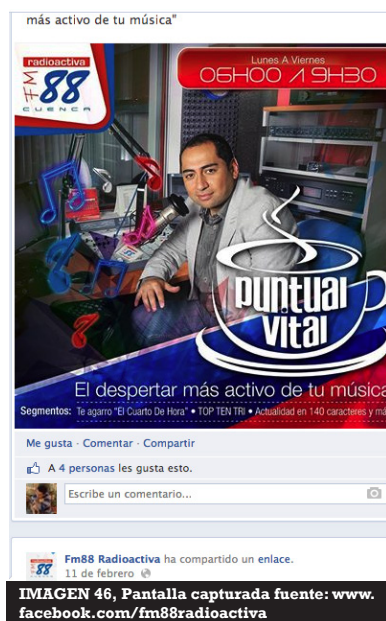 más activo de tu música"
radioactiva
FM 88
CUENCA
Lunes A Viernes
06H00 A 9H30
puntual
vital
El despertar más activo de tu música
Segmentos: Te agarro "El Cuarto De Hora" • TOP TEN TRI • Actualidad en 140 caracteres y má
Me gusta · Comentar · Compartir
A 4 personas les gusta esto.
Escribe un comentario...
88
Fm88 Radioactiva ha compartido un enlace.
11 de febrero
IMAGEN 46, Pantalla capturada fuente: www.
facebook.com/fm88radioactiva